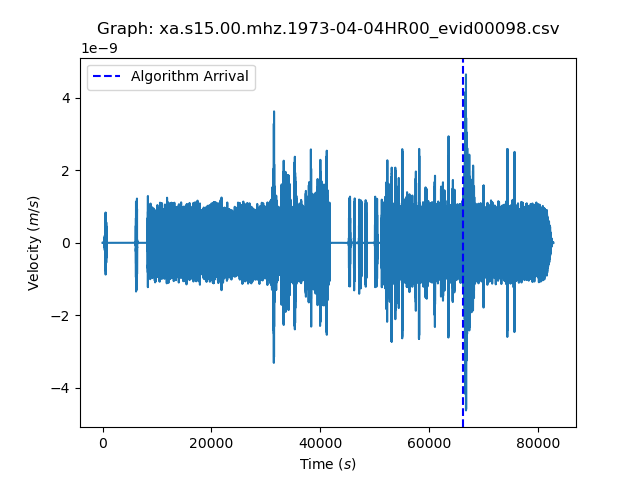 Graph: xa.s15.00.mhz.1973-04-04HR00_evid00098.csv
1e−9
Algorithm Arrival
4
2
0
−2
−4
Velocity (m/s)
0 20000 40000 60000 80000
Time (s)